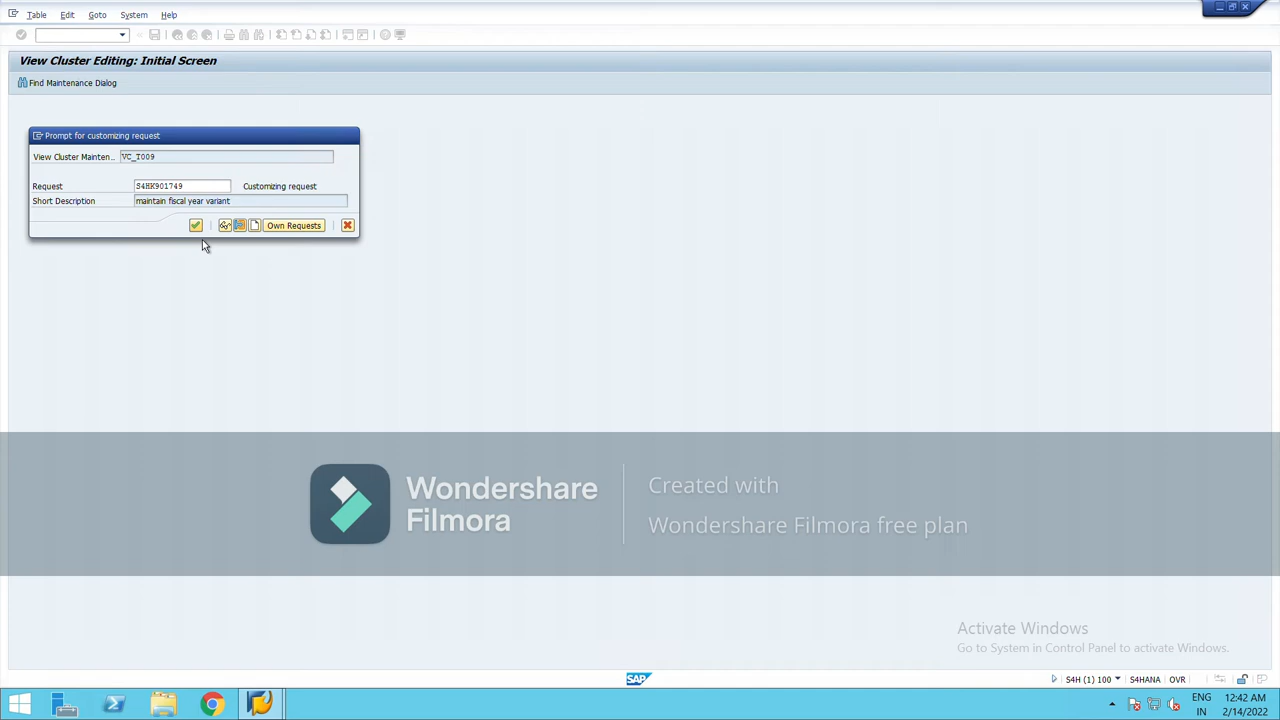 Table Edit Goto System Help
View Cluster Editing: Initial Screen
Find Maintenance Dialog
Prompt for customizing request
View Cluster Mainten.. VC_T009
Request S4HK901749 Customizing request
Short Description maintain fiscal year variant
Own Requests
Wondershare
Filmora
Created with
Wondershare Filmora free plan
Activate Windows
Go to System in Control Panel to activate Windows.
SAP
S4H (1) 100 S4HANA OVR
ENG
IN
12:42 AM
2/14/2022